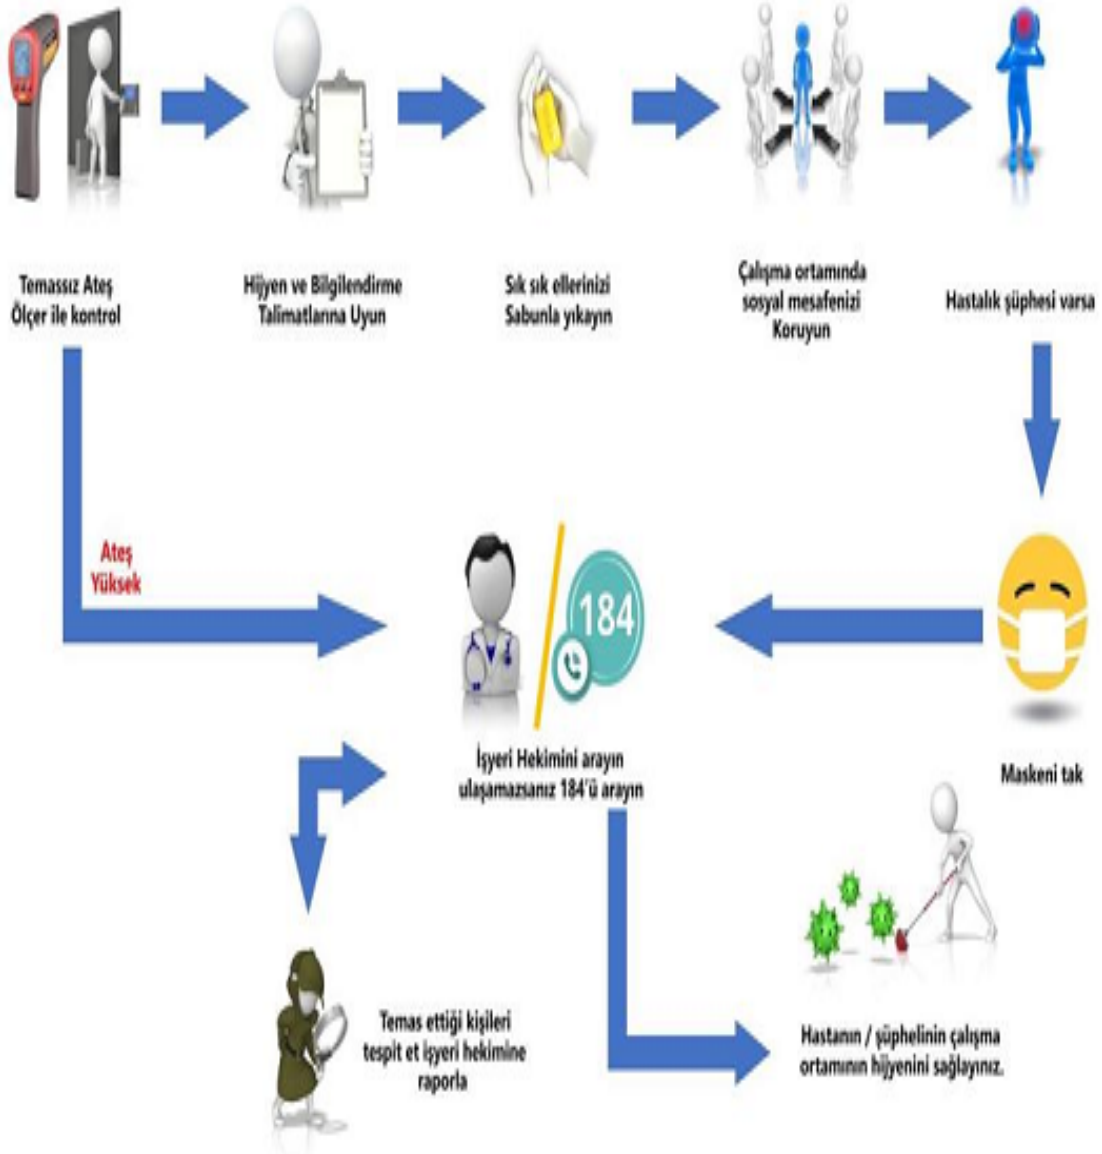 Temassız Ateş
Ölçer ile kontrol
Hijyen ve Bilgilendirme
Talimatlarına Uyun
Sık sık ellerinizi
Sabunla yıkayın
Çalışma ortamında
sosyal mesafenizi
Koruyun
Hastalık şüphesi varsa
Ateş
Yüksek
184
İşyeri Hekimini arayın
ulaşamazsanız 184'ü arayın
Maskeni tak
Temas ettiği kişileri
tespit et işyeri hekimine
raporla
Hastanın / şüphelinin çalışma
ortamının hijyenini sağlayınız.